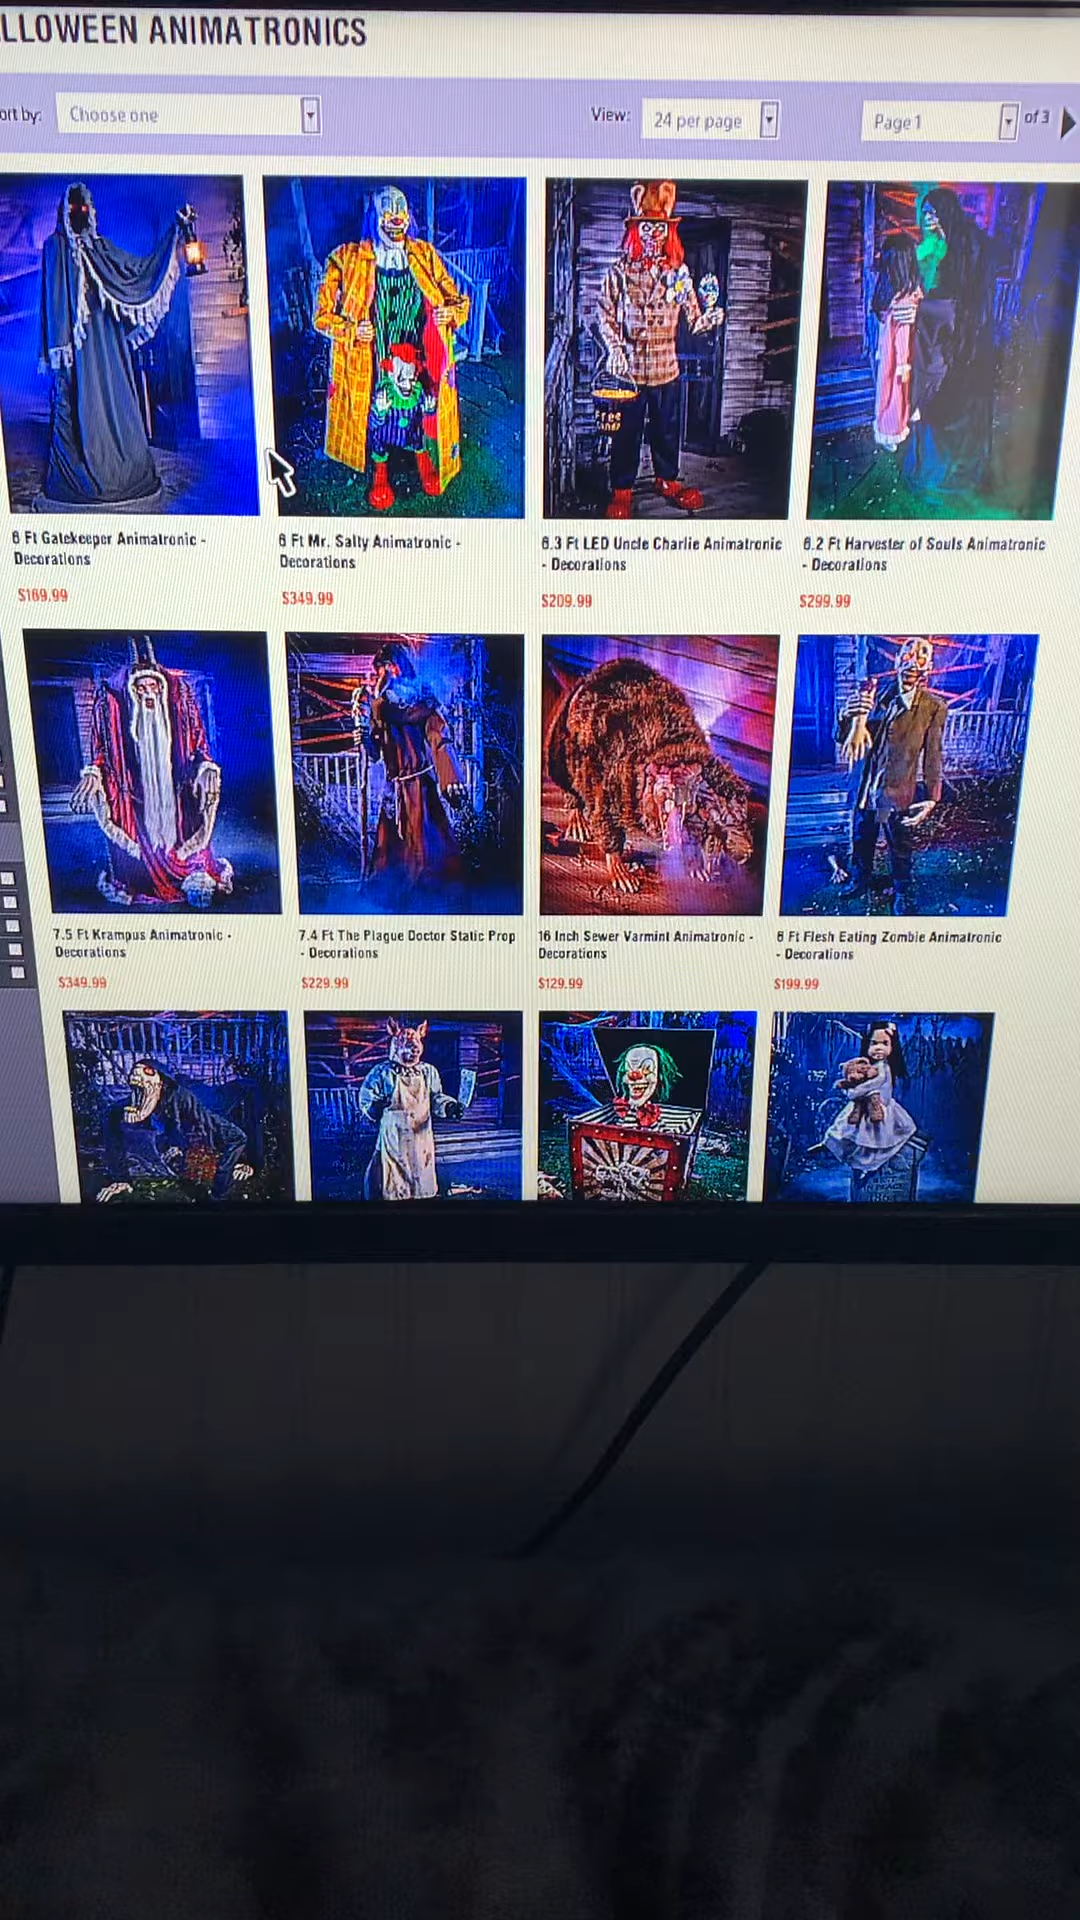 LLOWEEN ANIMATRONICS
ort by: Choose one View: 24 per page Page 1 of 3
6 Ft Gatekeeper Animatronic -
Decorations
$169.99
6 Ft Mr. Salty Animatronic -
Decorations
$349.99
6.3 Ft LED Uncle Charlie Animatronic
- Decorations
$209.99
6.2 Ft Harvester of Souls Animatronic
- Decorations
$299.99
Free
Candy
7.5 Ft Krampus Animatronic -
Decorations
$349.99
7.4 Ft The Plague Doctor Static Prop
- Decorations
$229.99
16 Inch Sewer Varmint Animatronic -
Decorations
$129.99
6 Ft Flesh Eating Zombie Animatronic
- Decorations
$199.99